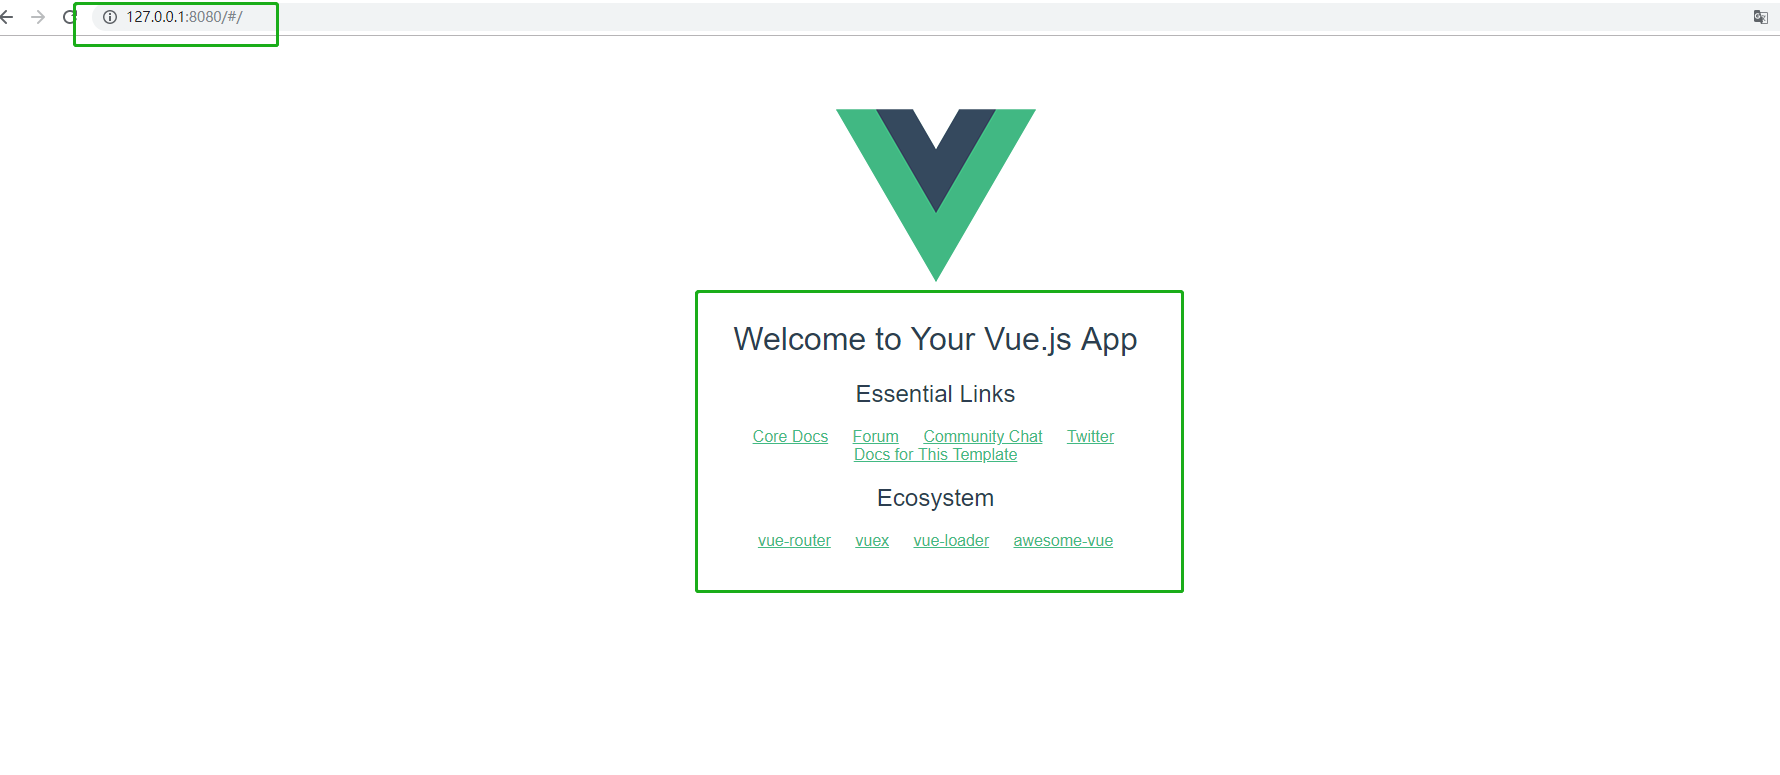 127.0.0.1:8080/#/
Welcome to Your Vue.js App
Essential Links
Core Docs Forum Community Chat Twitter
Docs for This Template
Ecosystem
vue-router vuex vue-loader awesome-vue